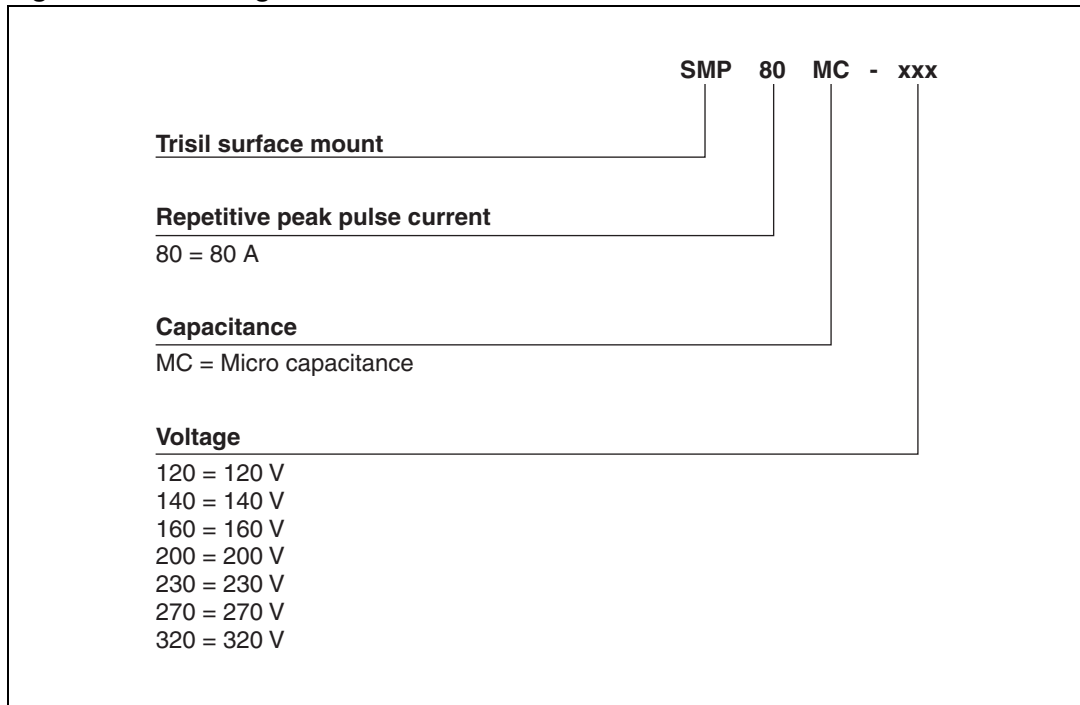 SMP 80 MC - xxx
Trisil surface mount
Repetitive peak pulse current
80 = 80 A
Capacitance
MC = Micro capacitance
Voltage
120 = 120 V
140 = 140 V
160 = 160 V
200 = 200 V
230 = 230 V
270 = 270 V
320 = 320 V